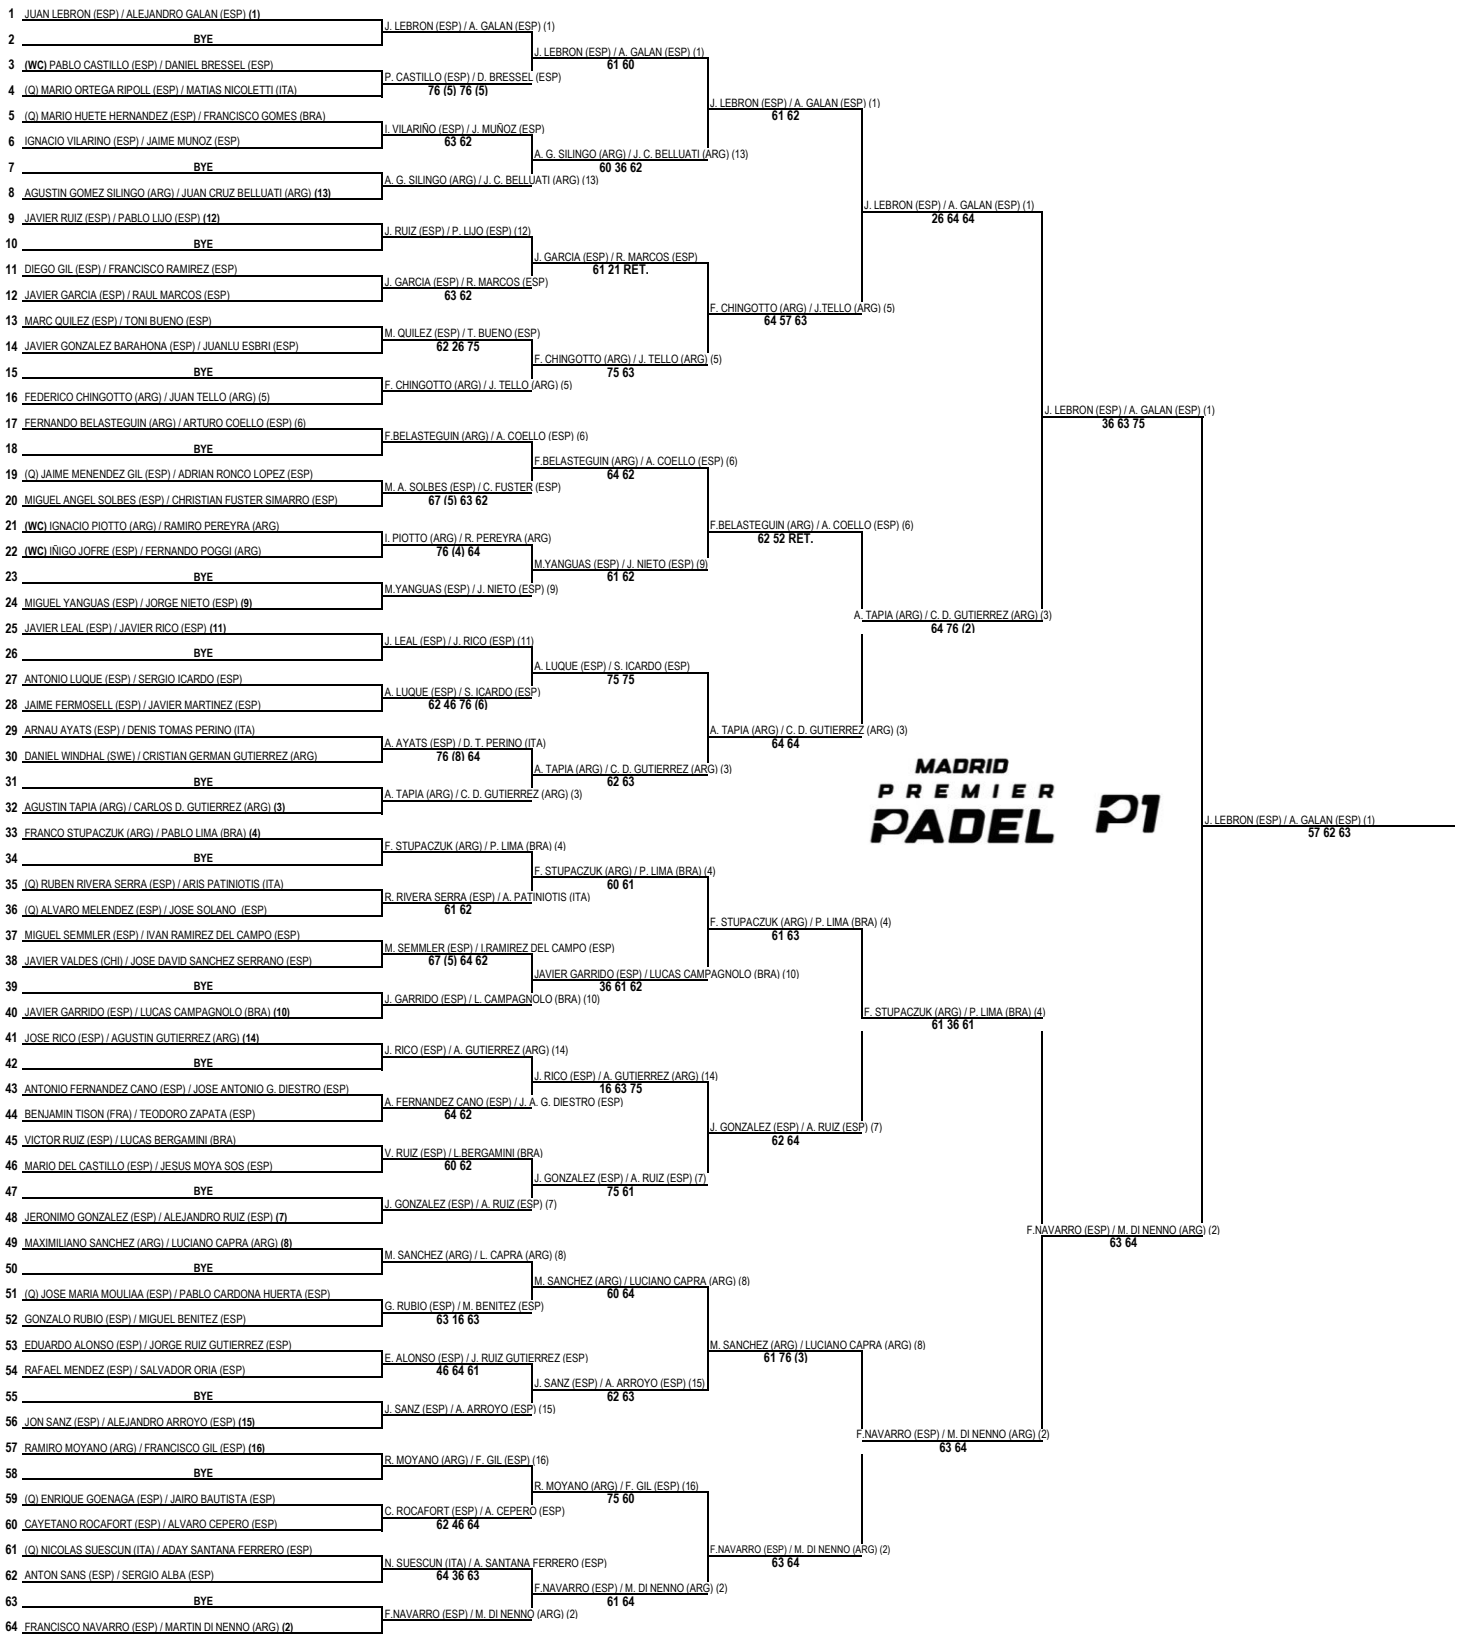 1 JUAN LEBRON (ESP) / ALEJANDRO GALAN (ESP) (1)
2 BYE
3 (WC) PABLO CASTILLO (ESP) / DANIEL BRESSEL (ESP)
4 (Q) MARIO ORTEGA RIPOLL (ESP) / MATIAS NICOLETTI (ITA)
5 (Q) MARIO HUETE HERNANDEZ (ESP) / FRANCISCO GOMES (BRA)
6 IGNACIO VILARINO (ESP) / JAIME MUNOZ (ESP)
7 BYE
8 AGUSTIN GOMEZ SILINGO (ARG) / JUAN CRUZ BELLUATI (ARG) (13)
9 JAVIER RUIZ (ESP) / PABLO LIJO (ESP) (12)
10 BYE
11 DIEGO GIL (ESP) / FRANCISCO RAMIREZ (ESP)
12 JAVIER GARCIA (ESP) / RAUL MARCOS (ESP)
13 MARC QUILEZ (ESP) / TONI BUENO (ESP)
14 JAVIER GONZALEZ BARAHONA (ESP) / JUANLU ESBRI (ESP)
15 BYE
16 FEDERICO CHINGOTTO (ARG) / JUAN TELLO (ARG) (5)
17 FERNANDO BELASTEGUIN (ARG) / ARTURO COELLO (ESP) (6)
18 BYE
19 (Q) JAIME MENENDEZ GIL (ESP) / ADRIAN RONCO LOPEZ (ESP)
20 MIGUEL ANGEL SOLBES (ESP) / CHRISTIAN FUSTER SIMARRO (ESP)
21 (WC) IGNACIO PIOTTO (ARG) / RAMIRO PEREYRA (ARG)
22 (WC) IÑIGO JOFRE (ESP) / FERNANDO POGGI (ARG)
23 BYE
24 MIGUEL YANGUAS (ESP) / JORGE NIETO (ESP) (9)
25 JAVIER LEAL (ESP) / JAVIER RICO (ESP) (11)
26 BYE
27 ANTONIO LUQUE (ESP) / SERGIO ICARDO (ESP)
28 JAIME FERMOSELL (ESP) / JAVIER MARTINEZ (ESP)
29 ARNAU AYATS (ESP) / DENIS TOMAS PERINO (ITA)
30 DANIEL WINDHAL (SWE) / CRISTIAN GERMAN GUTIERREZ (ARG)
31 BYE
32 AGUSTIN TAPIA (ARG) / CARLOS D. GUTIERREZ (ARG) (3)
33 FRANCO STUPACZUK (ARG) / PABLO LIMA (BRA) (4)
34 BYE
35 (Q) RUBEN RIVERA SERRA (ESP) / ARIS PATINIOTIS (ITA)
36 (Q) ALVARO MELENDEZ (ESP) / JOSE SOLANO (ESP)
37 MIGUEL SEMMLER (ESP) / IVAN RAMIREZ DEL CAMPO (ESP)
38 JAVIER VALDES (CHI) / JOSE DAVID SANCHEZ SERRANO (ESP)
39 BYE
40 JAVIER GARRIDO (ESP) / LUCAS CAMPAGNOLO (BRA) (10)
41 JOSE RICO (ESP) / AGUSTIN GUTIERREZ (ARG) (14)
42 BYE
43 ANTONIO FERNANDEZ CANO (ESP) / JOSE ANTONIO G. DIESTRO (ESP)
44 BENJAMIN TISON (FRA) / TEODORO ZAPATA (ESP)
45 VICTOR RUIZ (ESP) / LUCAS BERGAMINI (BRA)
46 MARIO DEL CASTILLO (ESP) / JESUS MOYA SOS (ESP)
47 BYE
48 JERONIMO GONZALEZ (ESP) / ALEJANDRO RUIZ (ESP) (7)
49 MAXIMILIANO SANCHEZ (ARG) / LUCIANO CAPRA (ARG) (8)
50 BYE
51 (Q) JOSE MARIA MOULIAA (ESP) / PABLO CARDONA HUERTA (ESP)
52 GONZALO RUBIO (ESP) / MIGUEL BENITEZ (ESP)
53 EDUARDO ALONSO (ESP) / JORGE RUIZ GUTIERREZ (ESP)
54 RAFAEL MENDEZ (ESP) / SALVADOR ORIA (ESP)
55 BYE
56 JON SANZ (ESP) / ALEJANDRO ARROYO (ESP) (15)
57 RAMIRO MOYANO (ARG) / FRANCISCO GIL (ESP) (16)
58 BYE
59 (Q) ENRIQUE GOENAGA (ESP) / JAIRO BAUTISTA (ESP)
60 CAYETANO ROCAFORT (ESP) / ALVARO CEPERO (ESP)
61 (Q) NICOLAS SUESCUN (ITA) / ADAY SANTANA FERRERO (ESP)
62 ANTON SANS (ESP) / SERGIO ALBA (ESP)
63 BYE
64 FRANCISCO NAVARRO (ESP) / MARTIN DI NENNO (ARG) (2)
J. LEBRON (ESP) / A. GALAN (ESP) (1)
P. CASTILLO (ESP) / D. BRESSEL (ESP)
76 (5) 76 (5)
I. VILARIÑO (ESP) / J. MUÑOZ (ESP)
63 62
A. G. SILINGO (ARG) / J. C. BELLUATI (ARG) (13)
J. RUIZ (ESP) / P. LIJO (ESP) (12)
J. GARCIA (ESP) / R. MARCOS (ESP)
63 62
M. QUILEZ (ESP) / T. BUENO (ESP)
62 26 75
F. CHINGOTTO (ARG) / J. TELLO (ARG) (5)
F.BELASTEGUIN (ARG) / A. COELLO (ESP) (6)
M. A. SOLBES (ESP) / C. FUSTER (ESP)
67 (5) 63 62
I. PIOTTO (ARG) / R. PEREYRA (ARG)
76 (4) 64
M.YANGUAS (ESP) / J. NIETO (ESP) (9)
J. LEAL (ESP) / J. RICO (ESP) (11)
A. LUQUE (ESP) / S. ICARDO (ESP)
62 46 76 (6)
A. AYATS (ESP) / D. T. PERINO (ITA)
76 (8) 64
A. TAPIA (ARG) / C. D. GUTIERREZ (ARG) (3)
F. STUPACZUK (ARG) / P. LIMA (BRA) (4)
R. RIVERA SERRA (ESP) / A. PATINIOTIS (ITA)
61 62
M. SEMMLER (ESP) / I.RAMIREZ DEL CAMPO (ESP)
67 (5) 64 62
J. GARRIDO (ESP) / L. CAMPAGNOLO (BRA) (10)
J. RICO (ESP) / A. GUTIERREZ (ARG) (14)
A. FERNANDEZ CANO (ESP) / J. A. G. DIESTRO (ESP)
64 62
V. RUIZ (ESP) / L.BERGAMINI (BRA)
60 62
J. GONZALEZ (ESP) / A. RUIZ (ESP) (7)
M. SANCHEZ (ARG) / L. CAPRA (ARG) (8)
G. RUBIO (ESP) / M. BENITEZ (ESP)
63 16 63
E. ALONSO (ESP) / J. RUIZ GUTIERREZ (ESP)
46 64 61
J. SANZ (ESP) / A. ARROYO (ESP) (15)
R. MOYANO (ARG) / F. GIL (ESP) (16)
C. ROCAFORT (ESP) / A. CEPERO (ESP)
62 46 64
N. SUESCUN (ITA) / A. SANTANA FERRERO (ESP)
64 36 63
F.NAVARRO (ESP) / M. DI NENNO (ARG) (2)
J. LEBRON (ESP) / A. GALAN (ESP) (1)
61 60
A. G. SILINGO (ARG) / J. C. BELLUATI (ARG) (13)
60 36 62
J. GARCIA (ESP) / R. MARCOS (ESP)
61 21 RET.
F. CHINGOTTO (ARG) / J. TELLO (ARG) (5)
75 63
F.BELASTEGUIN (ARG) / A. COELLO (ESP) (6)
64 62
M.YANGUAS (ESP) / J. NIETO (ESP) (9)
61 62
A. LUQUE (ESP) / S. ICARDO (ESP)
75 75
A. TAPIA (ARG) / C. D. GUTIERREZ (ARG) (3)
62 63
F. STUPACZUK (ARG) / P. LIMA (BRA) (4)
60 61
JAVIER GARRIDO (ESP) / LUCAS CAMPAGNOLO (BRA) (10)
36 61 62
J. RICO (ESP) / A. GUTIERREZ (ARG) (14)
16 63 75
J. GONZALEZ (ESP) / A. RUIZ (ESP) (7)
75 61
M. SANCHEZ (ARG) / LUCIANO CAPRA (ARG) (8)
60 64
J. SANZ (ESP) / A. ARROYO (ESP) (15)
62 63
R. MOYANO (ARG) / F. GIL (ESP) (16)
75 60
F.NAVARRO (ESP) / M. DI NENNO (ARG) (2)
61 64
J. LEBRON (ESP) / A. GALAN (ESP) (1)
61 62
F. CHINGOTTO (ARG) / J.TELLO (ARG) (5)
64 57 63
F.BELASTEGUIN (ARG) / A. COELLO (ESP) (6)
62 52 RET.
A. TAPIA (ARG) / C. D. GUTIERREZ (ARG) (3)
64 64
F. STUPACZUK (ARG) / P. LIMA (BRA) (4)
61 63
J. GONZALEZ (ESP) / A. RUIZ (ESP) (7)
62 64
M. SANCHEZ (ARG) / LUCIANO CAPRA (ARG) (8)
61 76 (3)
F.NAVARRO (ESP) / M. DI NENNO (ARG) (2)
63 64
J. LEBRON (ESP) / A. GALAN (ESP) (1)
26 64 64
A. TAPIA (ARG) / C. D. GUTIERREZ (ARG) (3)
64 76 (2)
F. STUPACZUK (ARG) / P. LIMA (BRA) (4)
61 36 61
F.NAVARRO (ESP) / M. DI NENNO (ARG) (2)
63 64
J. LEBRON (ESP) / A. GALAN (ESP) (1)
36 63 75
F.NAVARRO (ESP) / M. DI NENNO (ARG) (2)
63 64
MADRID
PREMIER
PADEL P1
J. LEBRON (ESP) / A. GALAN (ESP) (1)
57 62 63